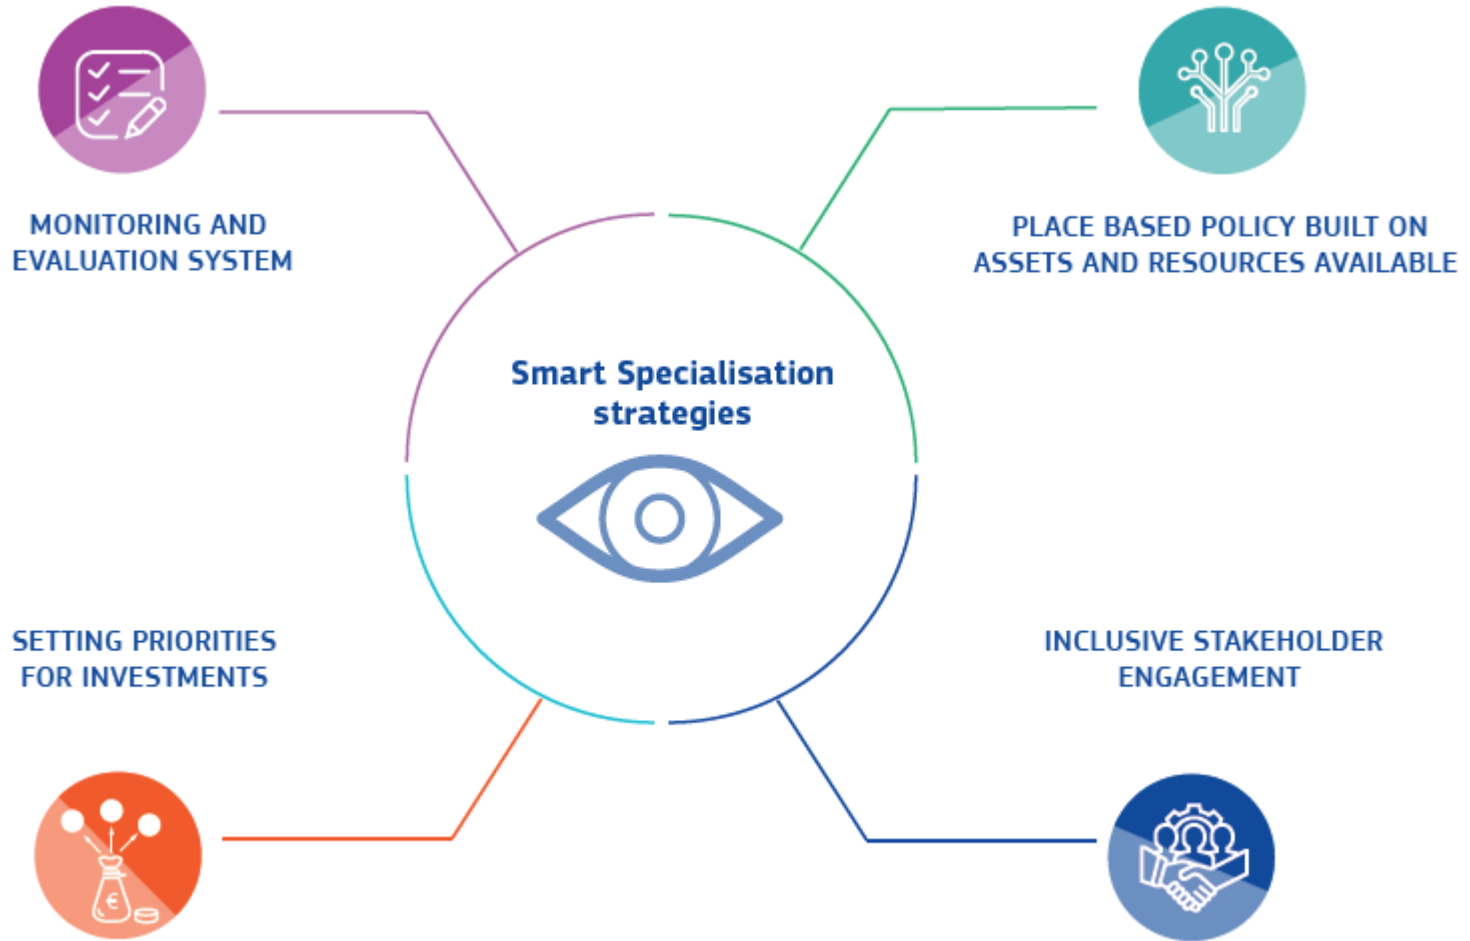 MONITORING AND
EVALUATION SYSTEM
PLACE BASED POLICY BUILT ON
ASSETS AND RESOURCES AVAILABLE
Smart Specialisation
strategies
SETTING PRIORITIES
FOR INVESTMENTS
INCLUSIVE STAKEHOLDER
ENGAGEMENT
€